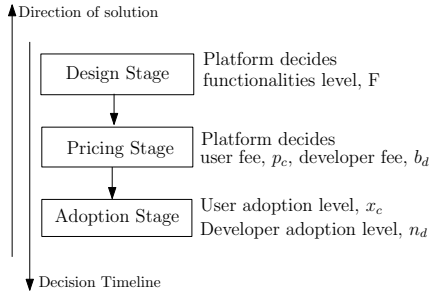 Direction of solution
Design Stage
Platform decides
functionalities level, F
Pricing Stage
Platform decides
user fee, p_c, developer fee, b_d
Adoption Stage
User adoption level, x_c
Developer adoption level, n_d
Decision Timeline